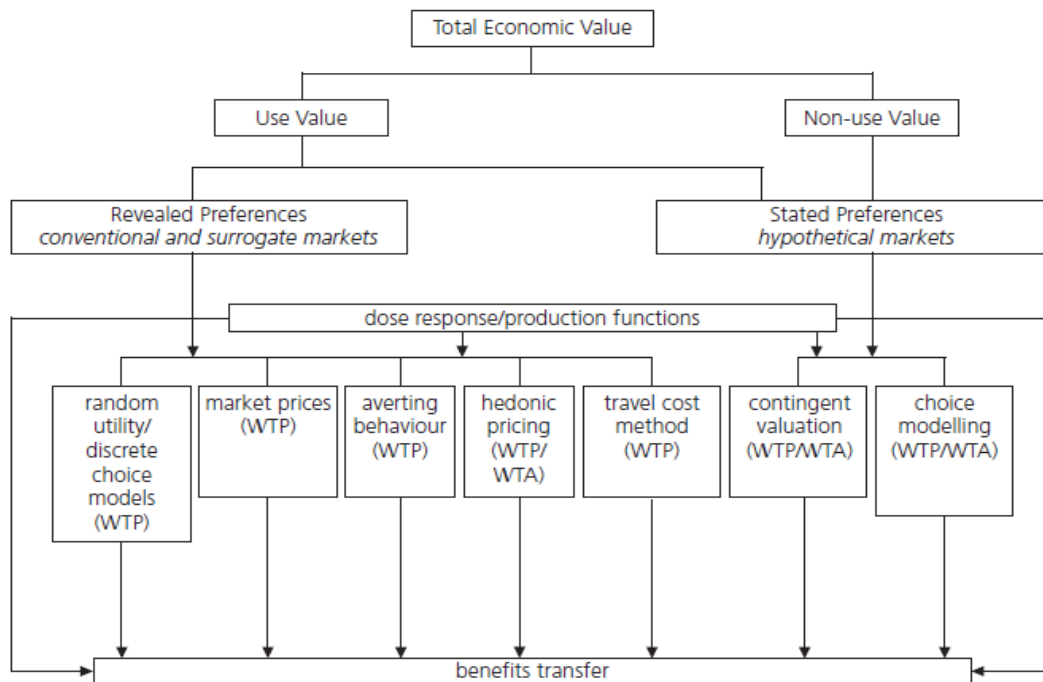 Total Economic Value
Use Value
Non-use Value
Revealed Preferences
conventional and surrogate markets
Stated Preferences
hypothetical markets
dose response/production functions
random
utility/
discrete
choice
models
(WTP)
market prices
(WTP)
averting
behaviour
(WTP)
hedonic
pricing
(WTP/
WTA)
travel cost
method
(WTP)
contingent
valuation
(WTP/WTA)
choice
modelling
(WTP/WTA)
benefits transfer